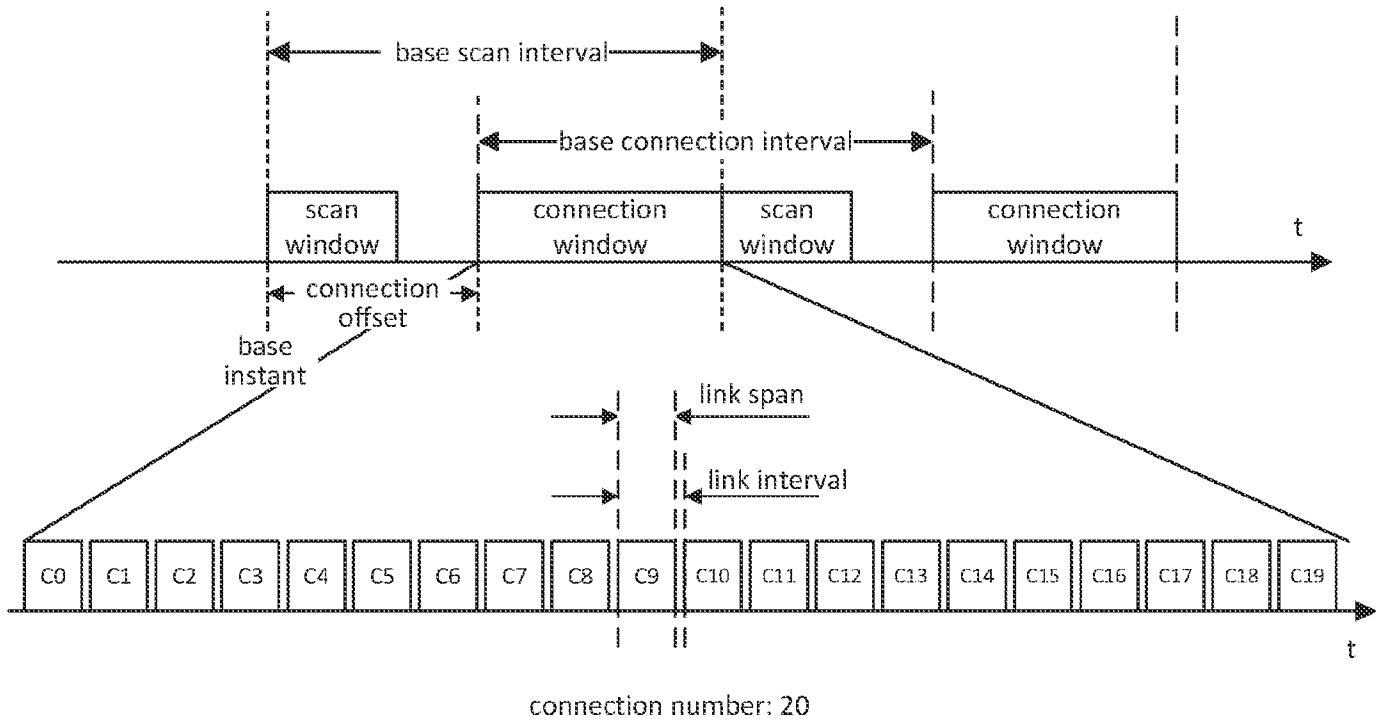 base scan interval
base connection interval
scan
window
connection
window
scan
window
connection
window
t
connection
offset
base
instant
link span
link interval
C0 C1 C2 C3 C4 C5 C6 C7 C8 C9 C10 C11 C12 C13 C14 C15 C16 C17 C18 C19
t
connection number: 20